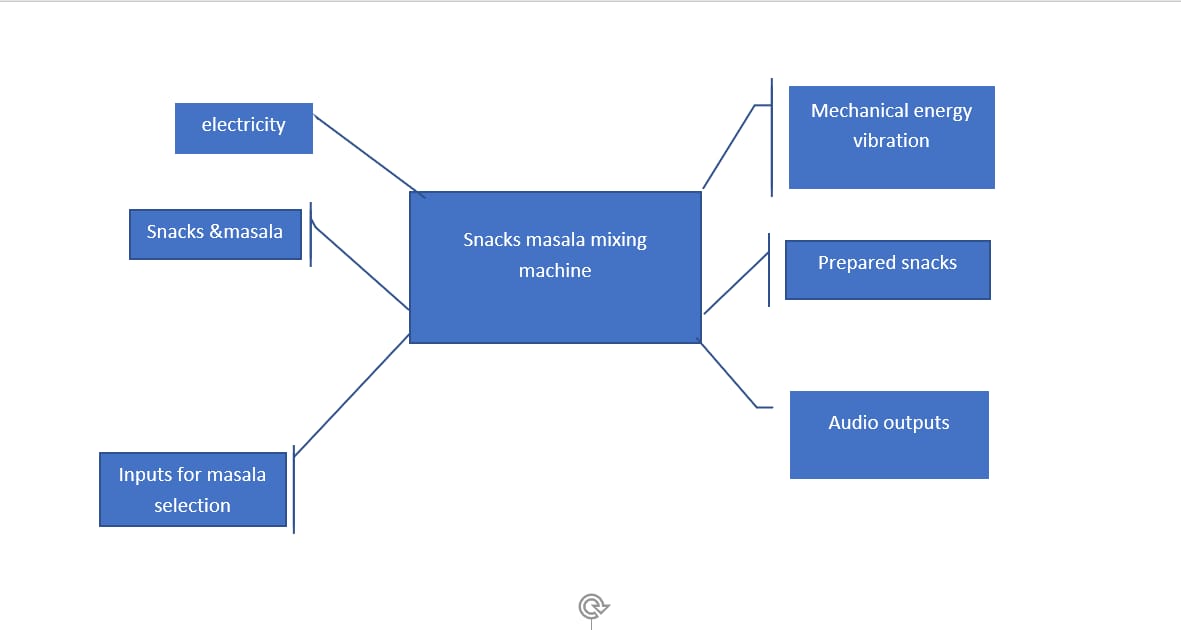 electricity
Snacks &masala
Inputs for masala
selection
Snacks masala mixing
machine
Mechanical energy
vibration
Prepared snacks
Audio outputs